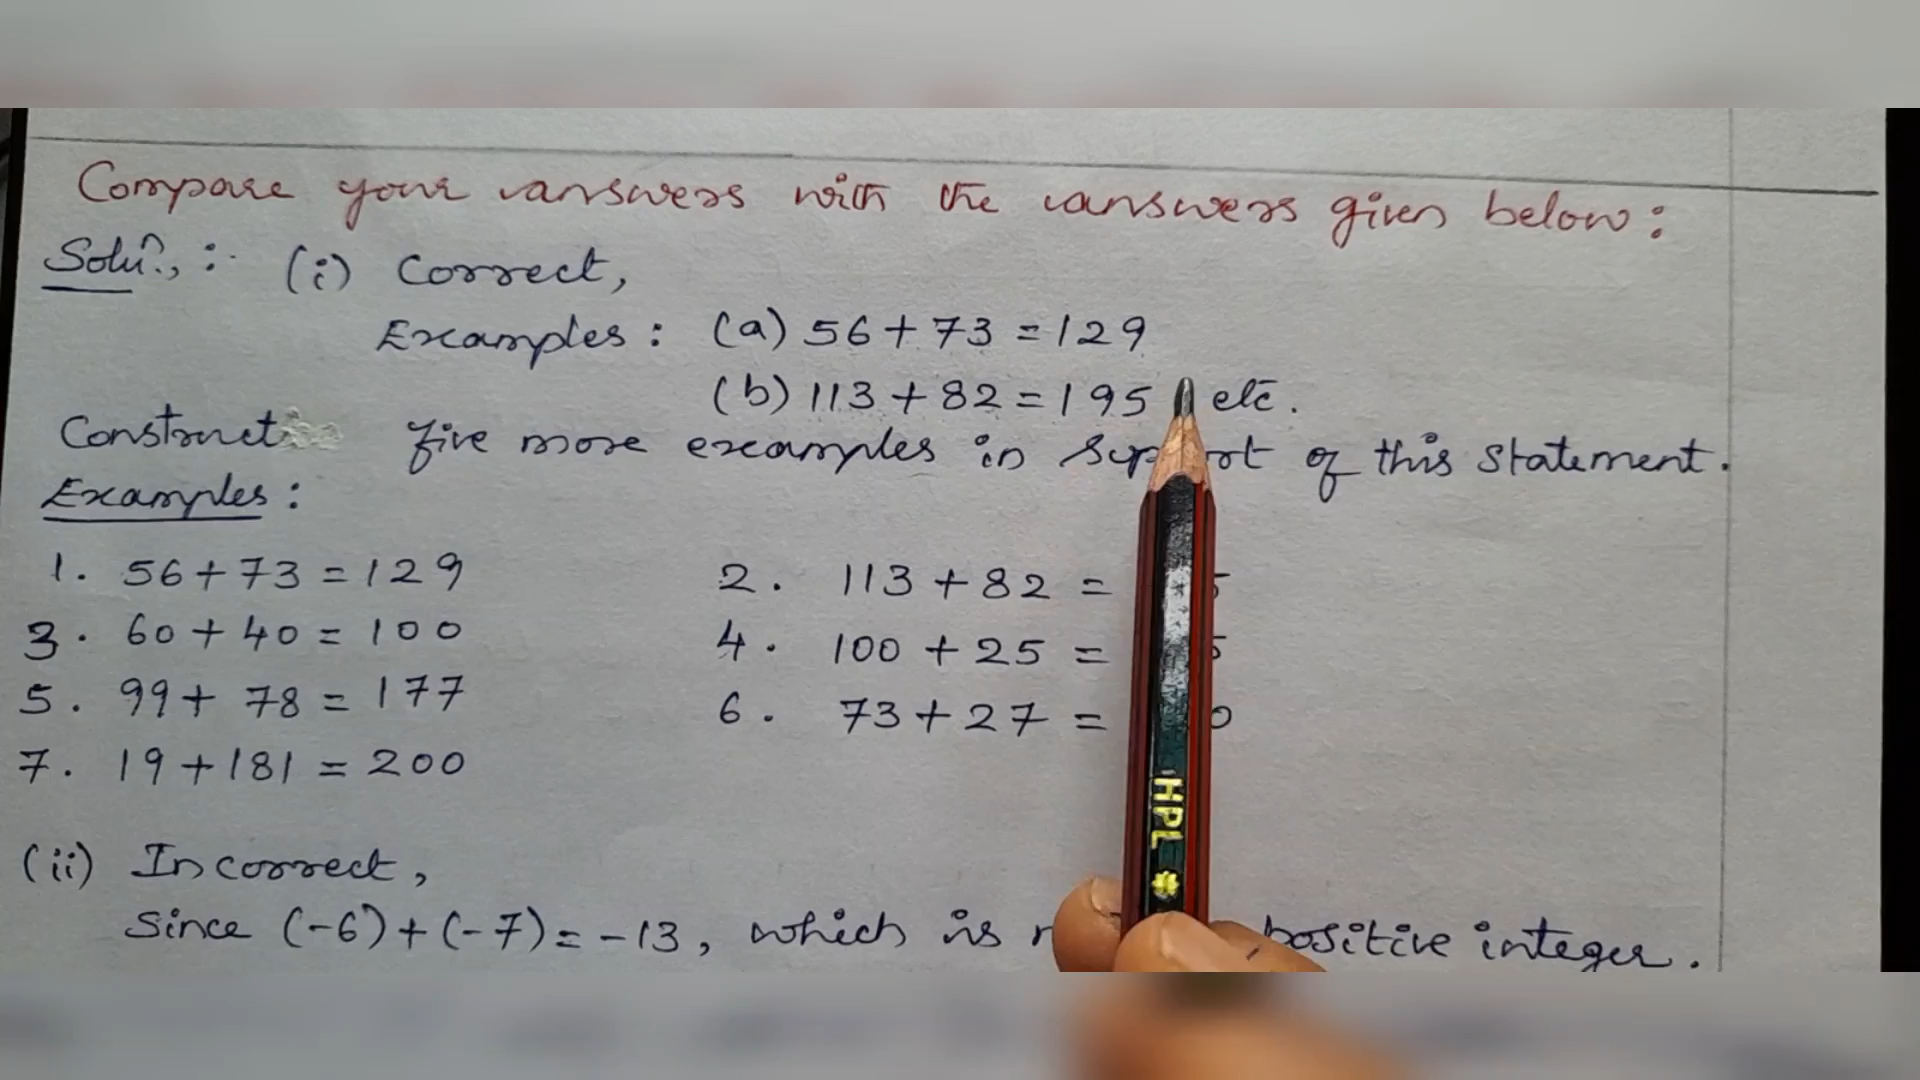 Compare your answers with the answers given below:
Solun., :- (i) Correct,
Examples: (a) 56 + 73 = 129
(b) 113 + 82 = 195 etc.
Construct five more examples in of this statement.
Examples:
1. 56 + 73 = 129 2. 113 + 82 =
3. 60 + 40 = 100 4. 100 + 25 =
5. 99 + 78 = 177 6. 73 + 27 =
7. 19 + 181 = 200
(ii) Incorrect,
Since (-6) + (-7) = -13, which is positive integer.
HPL